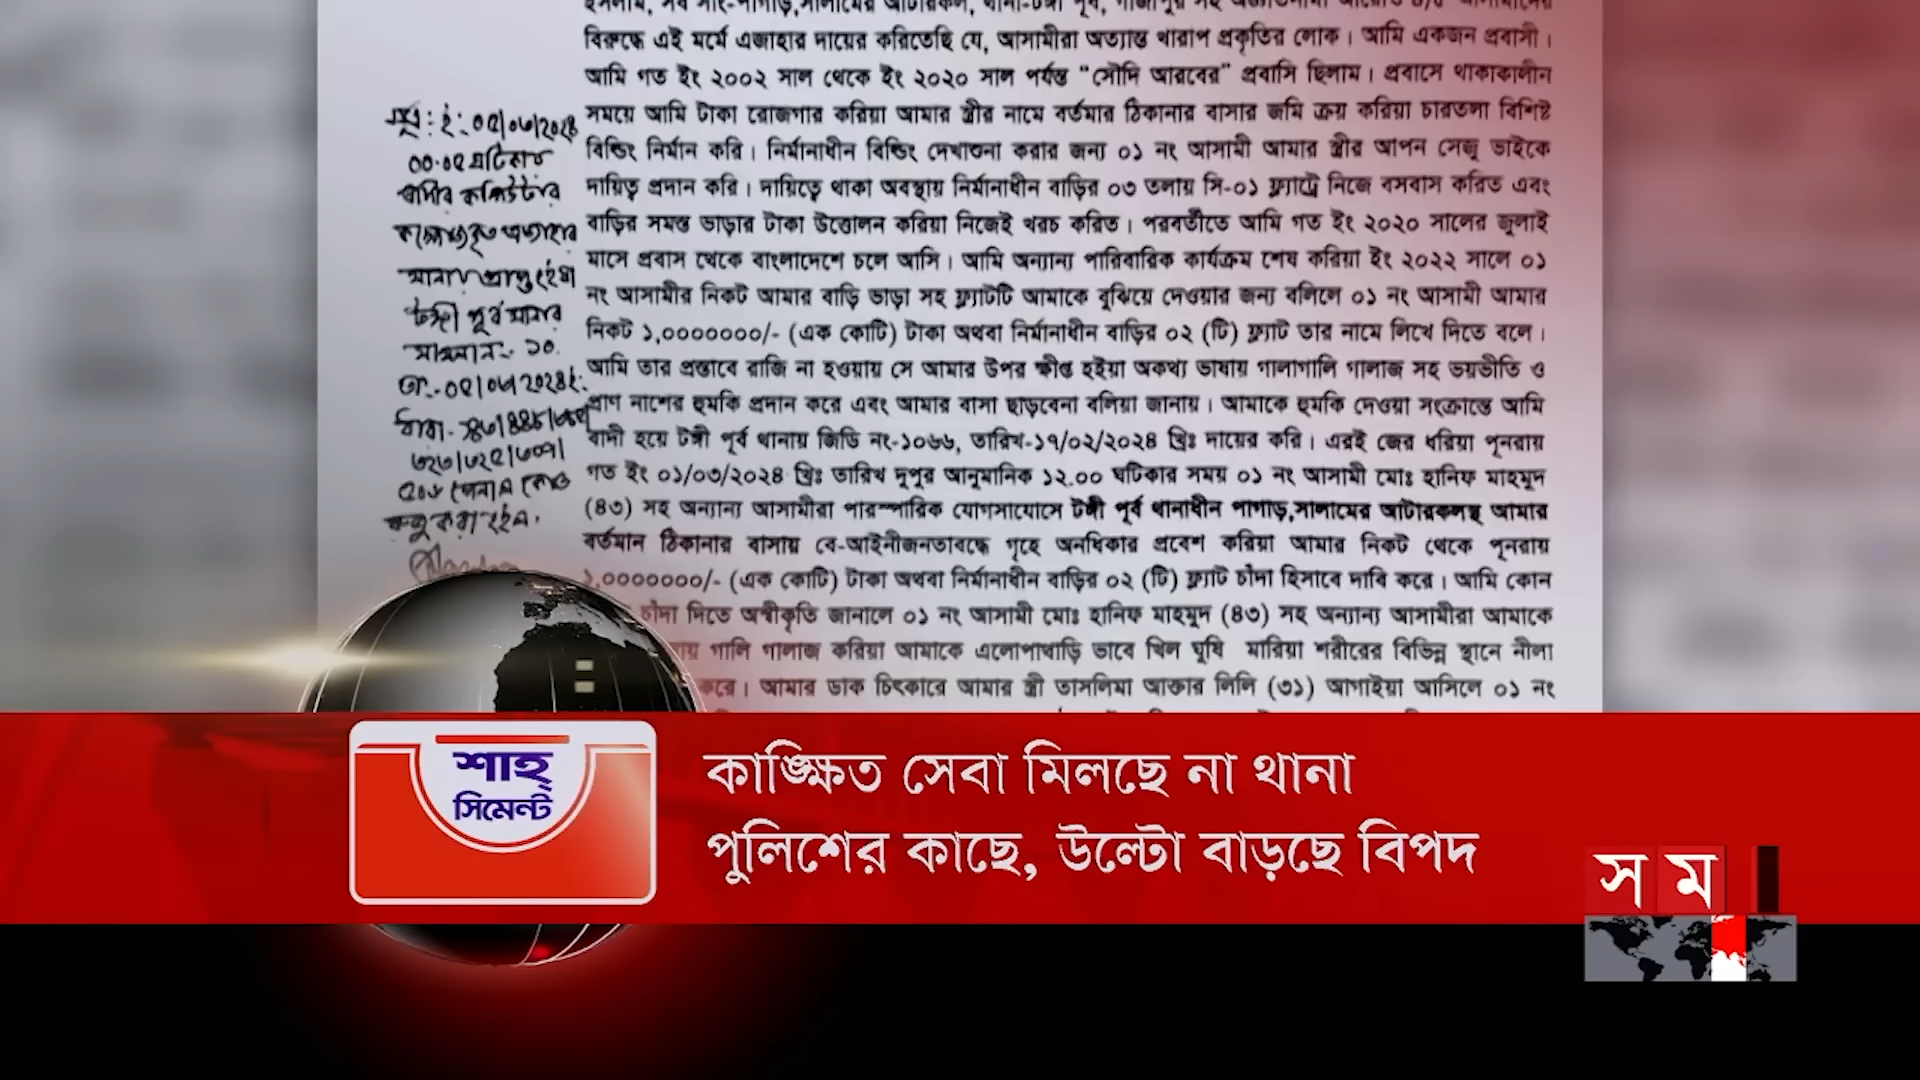 বিরুদ্ধে এই মর্মে এজাহার দায়ের করিতেছি যে, আসামীরা অত্যান্ত খারাপ প্রকৃতির লোক। আমি একজন প্রবাসী।
আমি গত ইং ২০০২ সাল থেকে ইং ২০২০ সাল পর্যন্ত “সৌদি আরবের” প্রবাসি ছিলাম। প্রবাসে থাকাকালীন
সময়ে আমি টাকা রোজগার করিয়া আমার স্ত্রীর নামে বর্তমার ঠিকানার বাসার জমি ক্রয় করিয়া চারতলা বিশিষ্ট
বিল্ডিং নির্মান করি। নির্মানাধীন বিল্ডিং দেখাশুনা করার জন্য ০১ নং আসামী আমার স্ত্রীর আপন সেজু ভাইকে
দায়িত্ব প্রদান করি। দায়িত্বে থাকা অবস্থায় নির্মানাধীন বাড়ির ০৩ তলায় সি-০১ ফ্ল্যাট্রে নিজে বসবাস করিত এবং
বাড়ির সমস্ত ভাড়ার টাকা উত্তোলন করিয়া নিজেই খরচ করিত। পরবর্তীতে আমি গত ইং ২০২০ সালের জুলাই
মাসে প্রবাস থেকে বাংলাদেশে চলে আসি। আমি অন্যান্য পারিবারিক কার্যক্রম শেষ করিয়া ইং ২০২২ সালে ০১
নং আসামীর নিকট আমার বাড়ি ভাড়া সহ ফ্ল্যাটটি আমাকে বুঝিয়ে দেওয়ার জন্য বলিলে ০১ নং আসামী আমার
নিকট ১,০০০০০০০/- (এক কোটি) টাকা অথবা নির্মানাধীন বাড়ির ০২ (টি) ফ্ল্যাট তার নামে লিখে দিতে বলে।
আমি তার প্রস্তাবে রাজি না হওয়ায় সে আমার উপর ক্ষীপ্ত হইয়া অকথ্য ভাষায় গালাগালি গালাজ সহ ভয়ভীতি ও
প্রাণ নাশের হুমকি প্রদান করে এবং আমার বাসা ছাড়বেনা বলিয়া জানায়। আমাকে হুমকি দেওয়া সংক্রান্তে আমি
বাদী হয়ে টঙ্গী পূর্ব থানায় জিডি নং-১০৬৬, তারিখ-১৭/০২/২০২৪ খ্রিঃ দায়ের করি। এরই জের ধরিয়া পূনরায়
গত ইং ০১/০৩/২০২৪ খ্রিঃ তারিখ দুপুর আনুমানিক ১২.০০ ঘটিকার সময় ০১ নং আসামী মোঃ হানিফ মাহমুদ
(৪৩) সহ অন্যান্য আসামীরা পারস্পারিক যোগসাযোসে টঙ্গী পূর্ব থানাধীন পাগাড়,সালামের আটারকলস্থ আমার
বর্তমান ঠিকানার বাসায় বে-আইনীজনতাবদ্ধে গৃহে অনধিকার প্রবেশ করিয়া আমার নিকট থেকে পূনরায়
১,০০০০০০০/- (এক কোটি) টাকা অথবা নির্মানাধীন বাড়ির ০২ (টি) ফ্ল্যাট চাঁদা হিসাবে দাবি করে। আমি কোন
চাঁদা দিতে অস্বীকৃতি জানালে ০১ নং আসামী মোঃ হানিফ মাহমুদ (৪৩) সহ অন্যান্য আসামীরা আমাকে
গালি গালাজ করিয়া আমাকে এলোপাথাড়ি ভাবে খিল ঘুষি মারিয়া শরীরের বিভিন্ন স্থানে নীলা
করে। আমার ডাক চিৎকারে আমার স্ত্রী তাসলিমা আক্তার লিলি (৩১) আগাইয়া আসিলে ০১ নং
টঙ্গী পূর্ব থানার
শাহ্
সিমেন্ট
কাঙ্ক্ষিত সেবা মিলছে না থানা
পুলিশের কাছে, উল্টো বাড়ছে বিপদ
সম